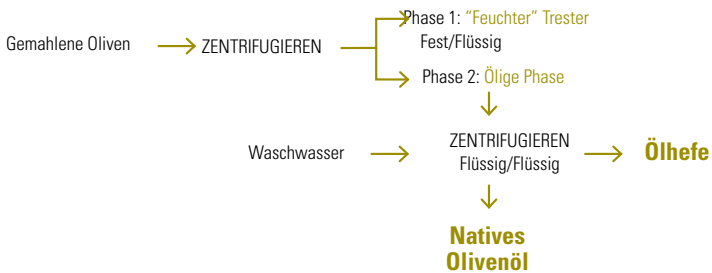 Phase 1: “Feuchter” Trester
Gemahlene Oliven
ZENTRIFUGIEREN
Fest/Flüssig
Phase 2: Ölige Phase
Waschwasser
ZENTRIFUGIEREN
Flüssig/Flüssig
Ölhefe
Natives
Olivenöl